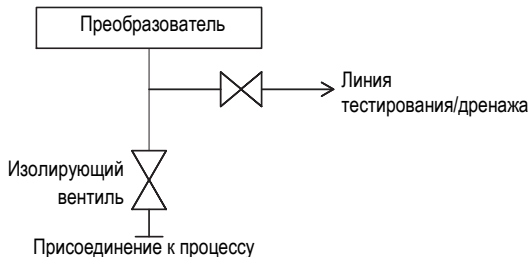 Преобразователь
Линия
тестирования/дренажа
Изолирующий
вентиль
Присоединение к процессу